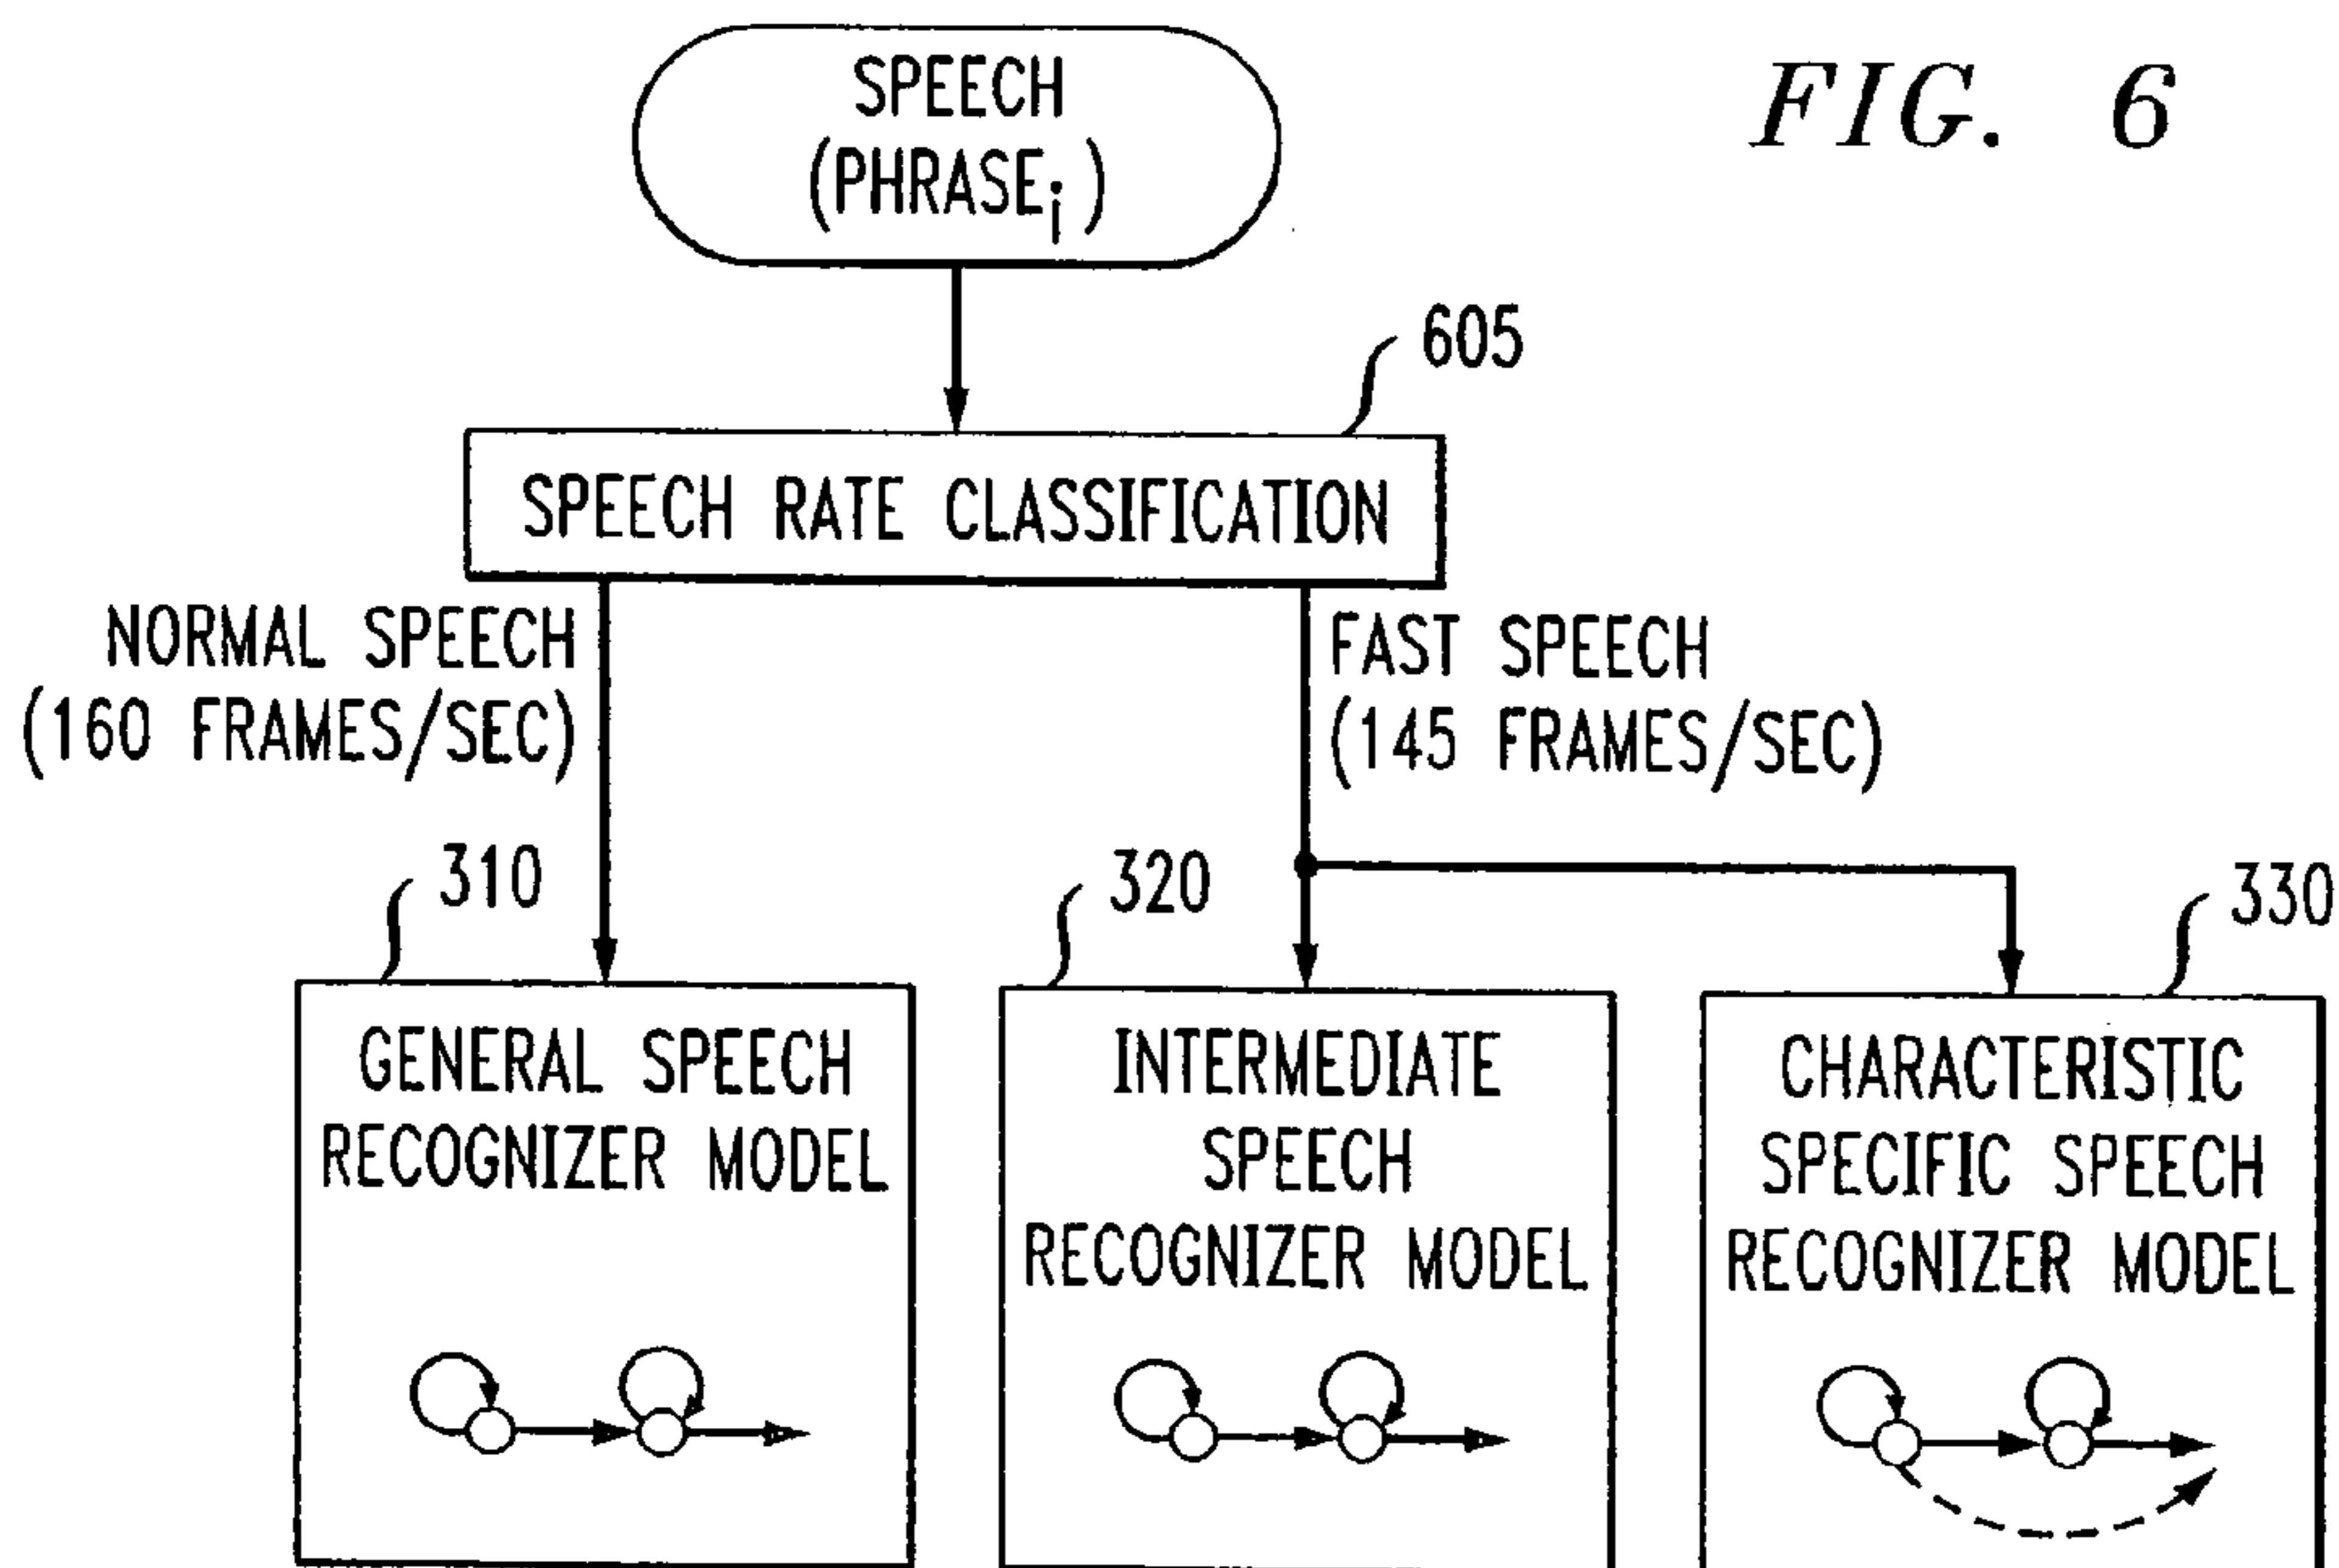 FIG. 6
SPEECH
(PHRASEi)
605
SPEECH RATE CLASSIFICATION
NORMAL SPEECH
(160 FRAMES/SEC)
FAST SPEECH
(145 FRAMES/SEC)
310
320
330
GENERAL SPEECH
RECOGNIZER MODEL
INTERMEDIATE
SPEECH
RECOGNIZER MODEL
CHARACTERISTIC
SPECIFIC SPEECH
RECOGNIZER MODEL